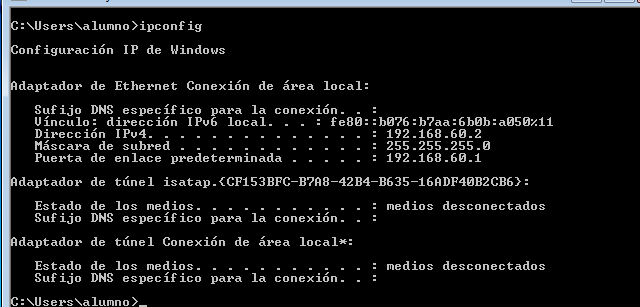 C:\Users\alumno>ipconfig
Configuración IP de Windows
Adaptador de Ethernet Conexión de área local:
Sufijo DNS específico para la conexión. . :
Vínculo: dirección IPv6 local. . . : fe80::b076:b7aa:6b0b:a050%11
Dirección IPv4. . . . . . . . . . . . . . : 192.168.60.2
Máscara de subred . . . . . . . . . . . . : 255.255.255.0
Puerta de enlace predeterminada . . . . . : 192.168.60.1
Adaptador de túnel isatap.{CF153BFC-B7A8-42B4-B635-16ADF40B2CB6}:
Estado de los medios. . . . . . . . . . . : medios desconectados
Sufijo DNS específico para la conexión. . :
Adaptador de túnel Conexión de área local*:
Estado de los medios. . . . . . . . . . . : medios desconectados
Sufijo DNS específico para la conexión. . :
C:\Users\alumno>_